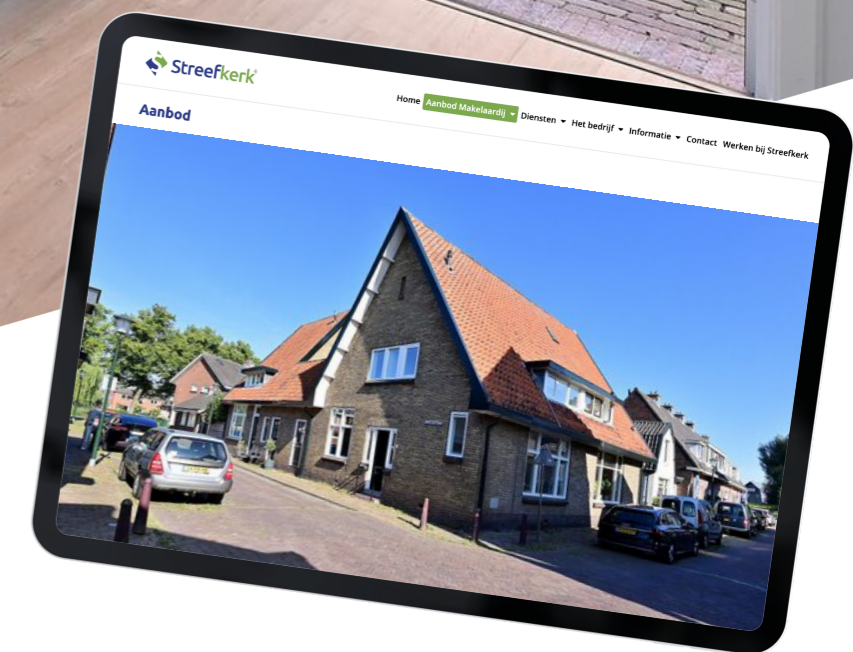 Streefkerk®
Home Aanbod Makelaardij Diensten Het bedrijf Informatie Contact Werken bij Streefkerk
Aanbod